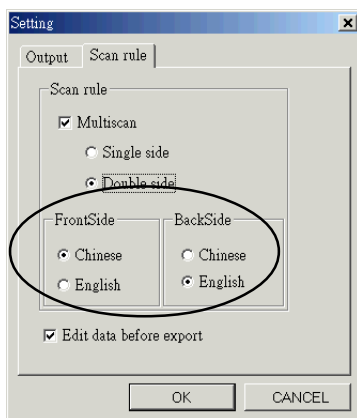 Setting
Output Scan rule
Scan rule
Multiscan
Single side
Double side
FrontSide BackSide
Chinese Chinese
English English
Edit data before export
OK CANCEL